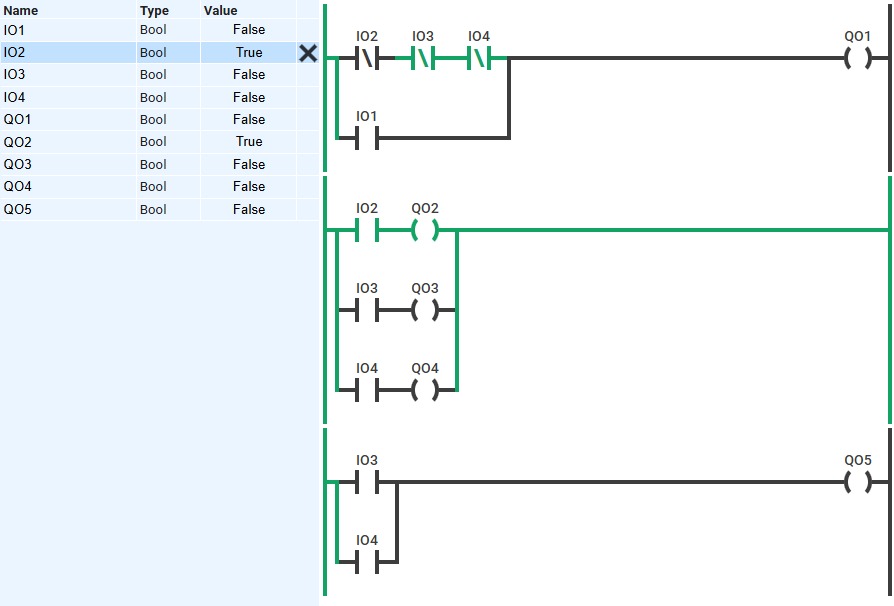 Name Type Value
IO1 Bool False
IO2 Bool True
IO3 Bool False
IO4 Bool False
QO1 Bool False
QO2 Bool True
QO3 Bool False
QO4 Bool False
QO5 Bool False
IO2 IO3 IO4 QO1
IO1
IO2 QO2
IO3 QO3
IO4 QO4
IO3 QO5
IO4